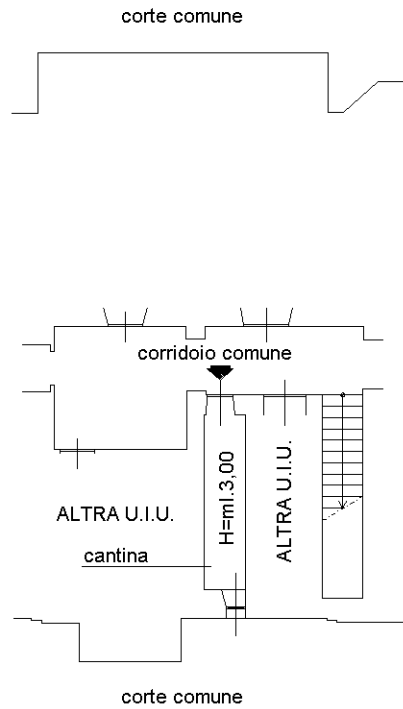 corte comune
corridoio comune
H=ml.3,00
ALTRA U.I.U.
ALTRA U.I.U.
cantina
corte comune